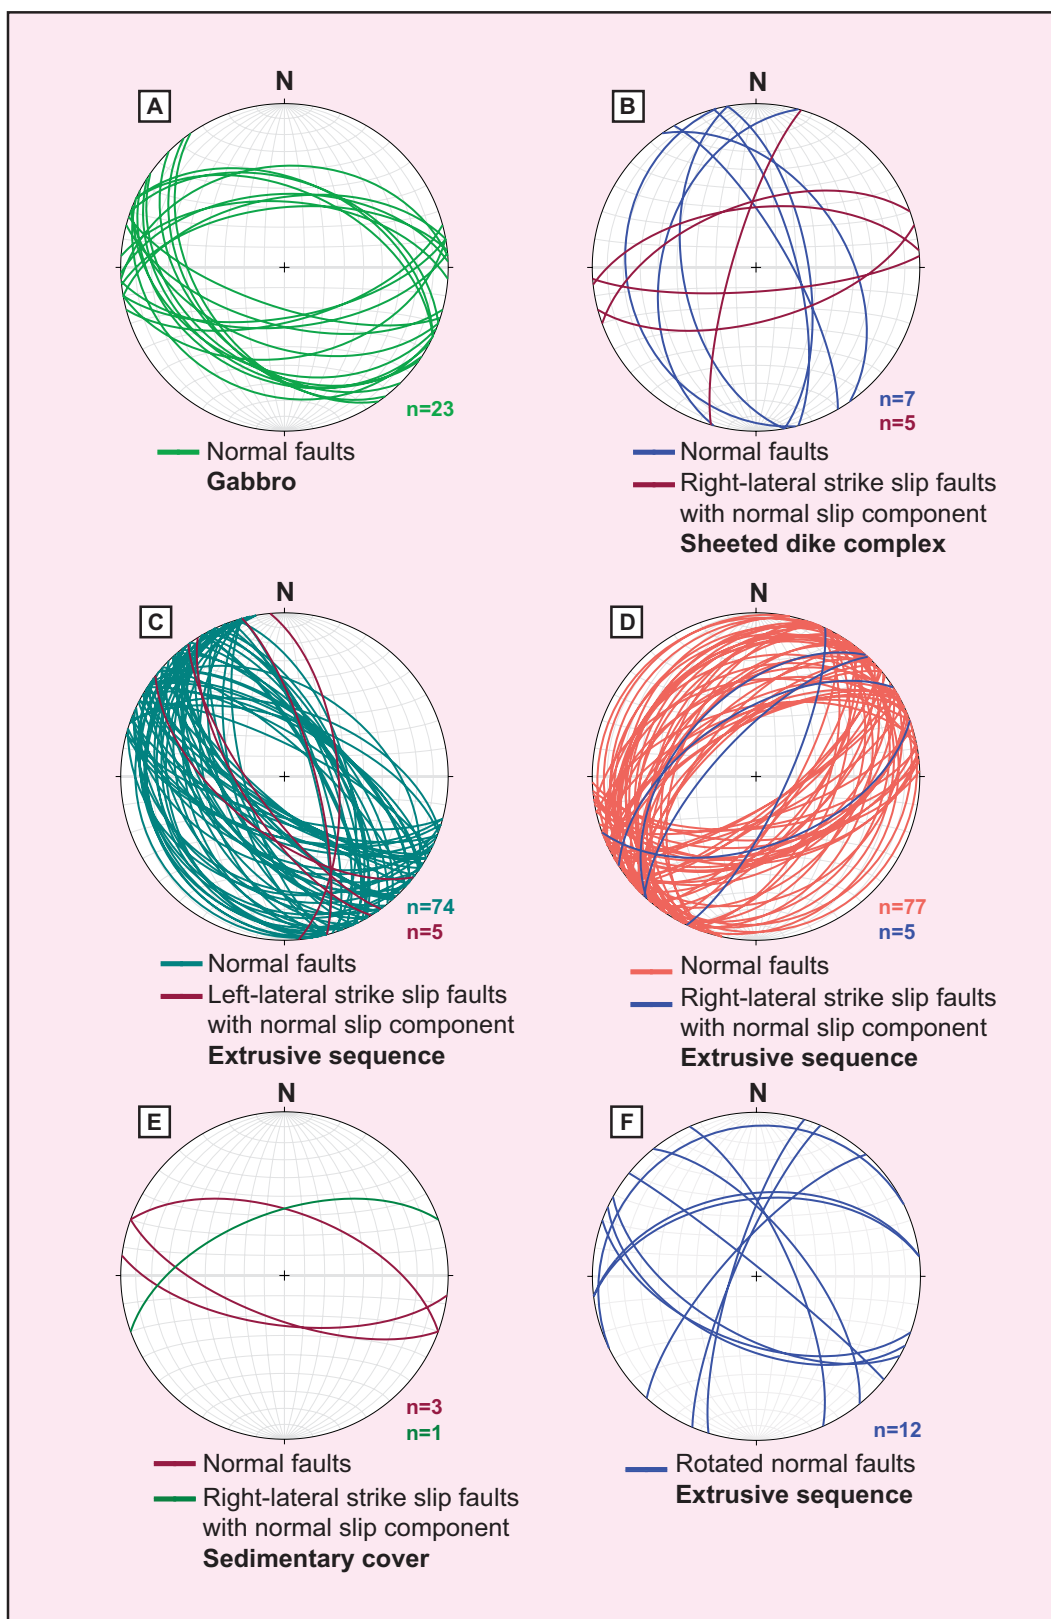 N
A
n=23
Normal faults
Gabbro
N
B
n=7
n=5
Normal faults
Right-lateral strike slip faults
with normal slip component
Sheeted dike complex
N
C
n=74
n=5
Normal faults
Left-lateral strike slip faults
with normal slip component
Extrusive sequence
N
D
n=77
n=5
Normal faults
Right-lateral strike slip faults
with normal slip component
Extrusive sequence
N
E
n=3
n=1
Normal faults
Right-lateral strike slip faults
with normal slip component
Sedimentary cover
N
F
n=12
Rotated normal faults
Extrusive sequence